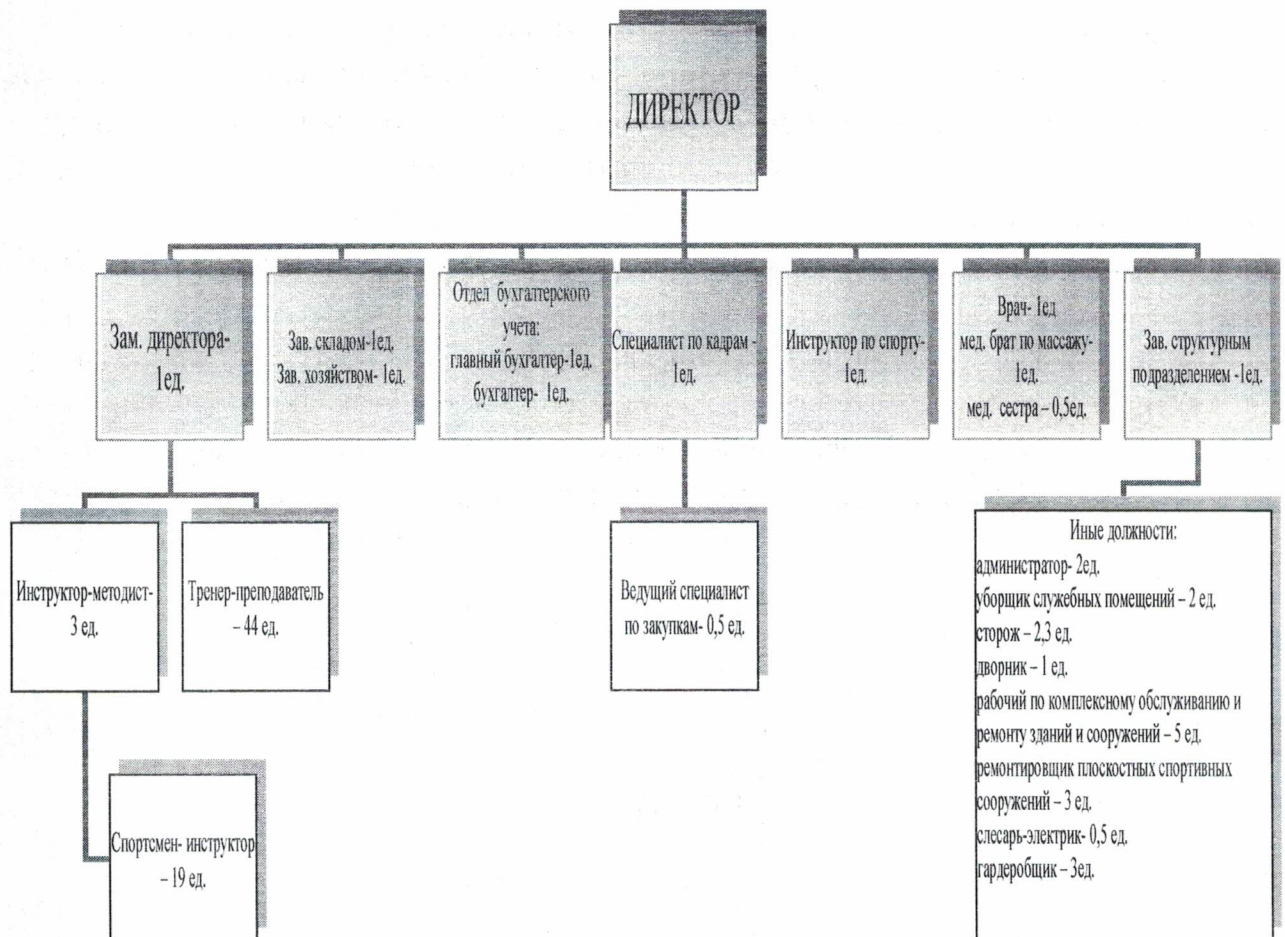 ДИРЕКТОР
Зам. директора-
1ед.
Зав. складом-1ед.
Зав. хозяйством- 1ед.
Отдел бухгалтерского
учета:
главный бухгалтер-1ед.
бухгалтер- 1ед.
Специалист по кадрам -
1ед.
Инструктор по спорту-
1ед.
Врач- 1ед
мед. брат по массажу-
1ед.
мед. сестра – 0,5ед.
Зав. структурным
подразделением -1ед.
Инструктор-методист-
3 ед.
Тренер-преподаватель
– 44 ед.
Ведущий специалист
по закупкам- 0,5 ед.
Иные должности:
администратор- 2ед.
уборщик служебных помещений – 2 ед.
сторож – 2,3 ед.
дворник – 1 ед.
рабочий по комплексному обслуживанию и
ремонту зданий и сооружений – 5 ед.
ремонтировщик плоскостных спортивных
сооружений – 3 ед.
слесарь-электрик- 0,5 ед.
гардеробщик – 3ед.
Спортсмен- инструктор
– 19 ед.